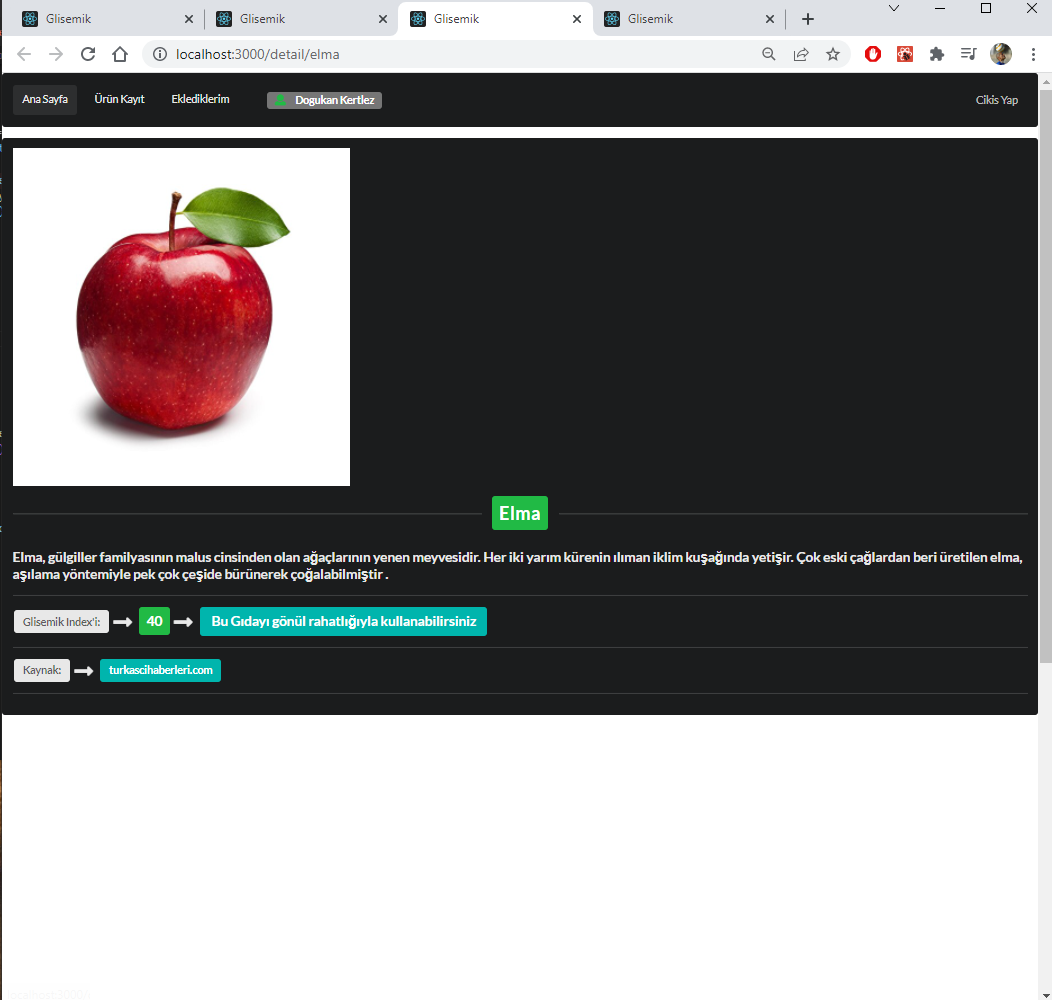 Glisemik
Glisemik
Glisemik
Glisemik
localhost:3000/detail/elma
Ana Sayfa Ürün Kayıt Eklediklerim Dogukan Kertlez Cikis Yap
Elma
Elma, gülgiller familyasının malus cinsinden olan ağaçlarının yenen meyvesidir. Her iki yarım kürenin ılıman iklim kuşağında yetişir. Çok eski çağlardan beri üretilen elma,
aşılama yöntemiyle pek çok çeşide bürünerek çoğalabilmiştir .
Glisemik Index'i: 40 Bu Gıdayı gönül rahatlığıyla kullanabilirsiniz
Kaynak: turkascihaberleri.com